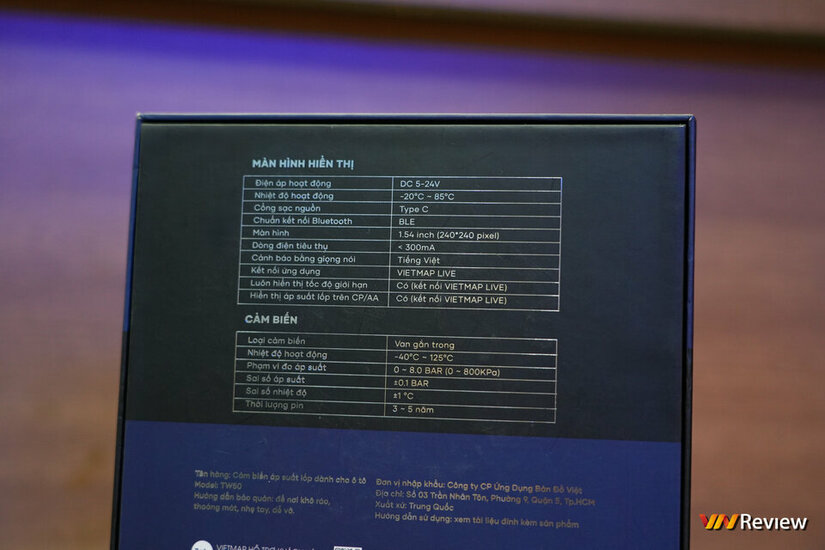 MÀN HÌNH HIỂN THỊ
Điện áp hoạt động DC 5-24V
Nhiệt độ hoạt động -20°C ~ 85°C
Cổng sạc nguồn Type C
Chuẩn kết nối Bluetooth BLE
Màn hình 1.54 inch (240*240 pixel)
Dòng điện tiêu thụ < 300mA
Cảnh báo bằng giọng nói Tiếng Việt
Kết nối ứng dụng VIETMAP LIVE
Luôn hiển thị tốc độ giới hạn Có (kết nối VIETMAP LIVE)
Hiển thị áp suất lốp trên CP/AA Có (kết nối VIETMAP LIVE)
CẢM BIẾN
Loại cảm biến Van gắn trong
Nhiệt độ hoạt động -40°C ~ 125°C
Phạm vi đo áp suất 0 ~ 8.0 BAR (0 ~ 800KPa)
Sai số áp suất ±0.1 BAR
Sai số nhiệt độ ±1 °C
Thời lượng pin 3 ~ 5 năm
Tên hàng: Cảm biến áp suất lốp dành cho ô tô
Model: TW60
Hướng dẫn bảo quản: để nơi khô ráo,
thoáng mát, nhẹ tay, dễ vỡ.
Đơn vị nhập khẩu: Công ty CP Ứng Dụng Bản Đồ Việt
Địa chỉ: Số 03 Trần Nhân Tôn, Phường 9, Quận 5, Tp.HCM
Xuất xứ: Trung Quốc
Hướng dẫn sử dụng: xem tài liệu đính kèm sản phẩm
VIETMAP HỖ TRỢ
VNReview